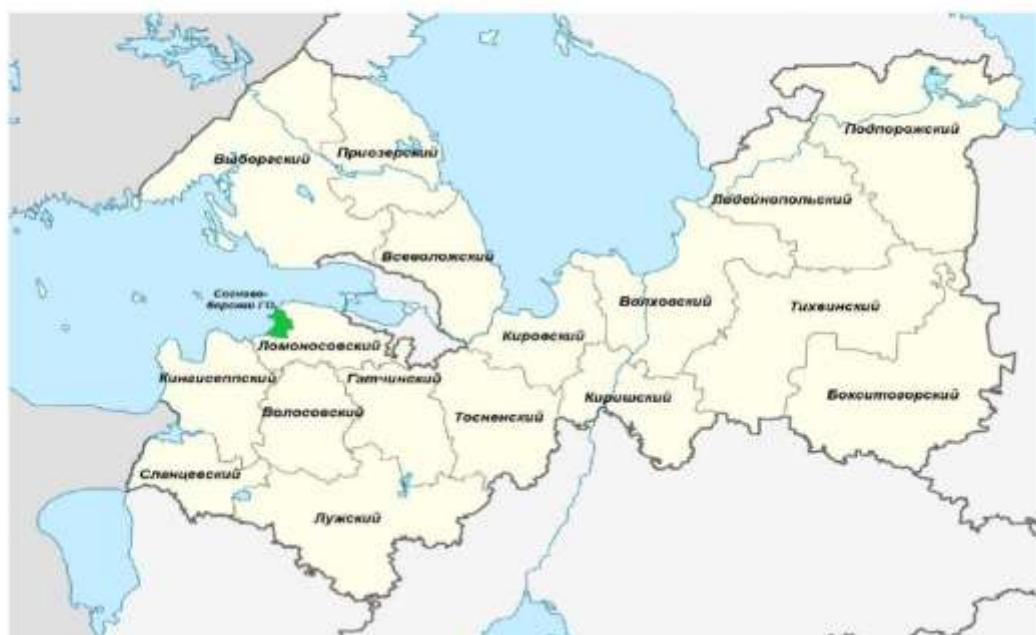 Подпорожский
Выборгский
Приозерский
Лодейнопольский
Всеволожский
Сосново-
борский ГО
Волховский
Тихвинский
Кировский
Ломоносовский
Кингисеппский
Гатчинский
Волосовский
Тосненский
Киришский
Бокситогорский
Сланцевский
Лужский